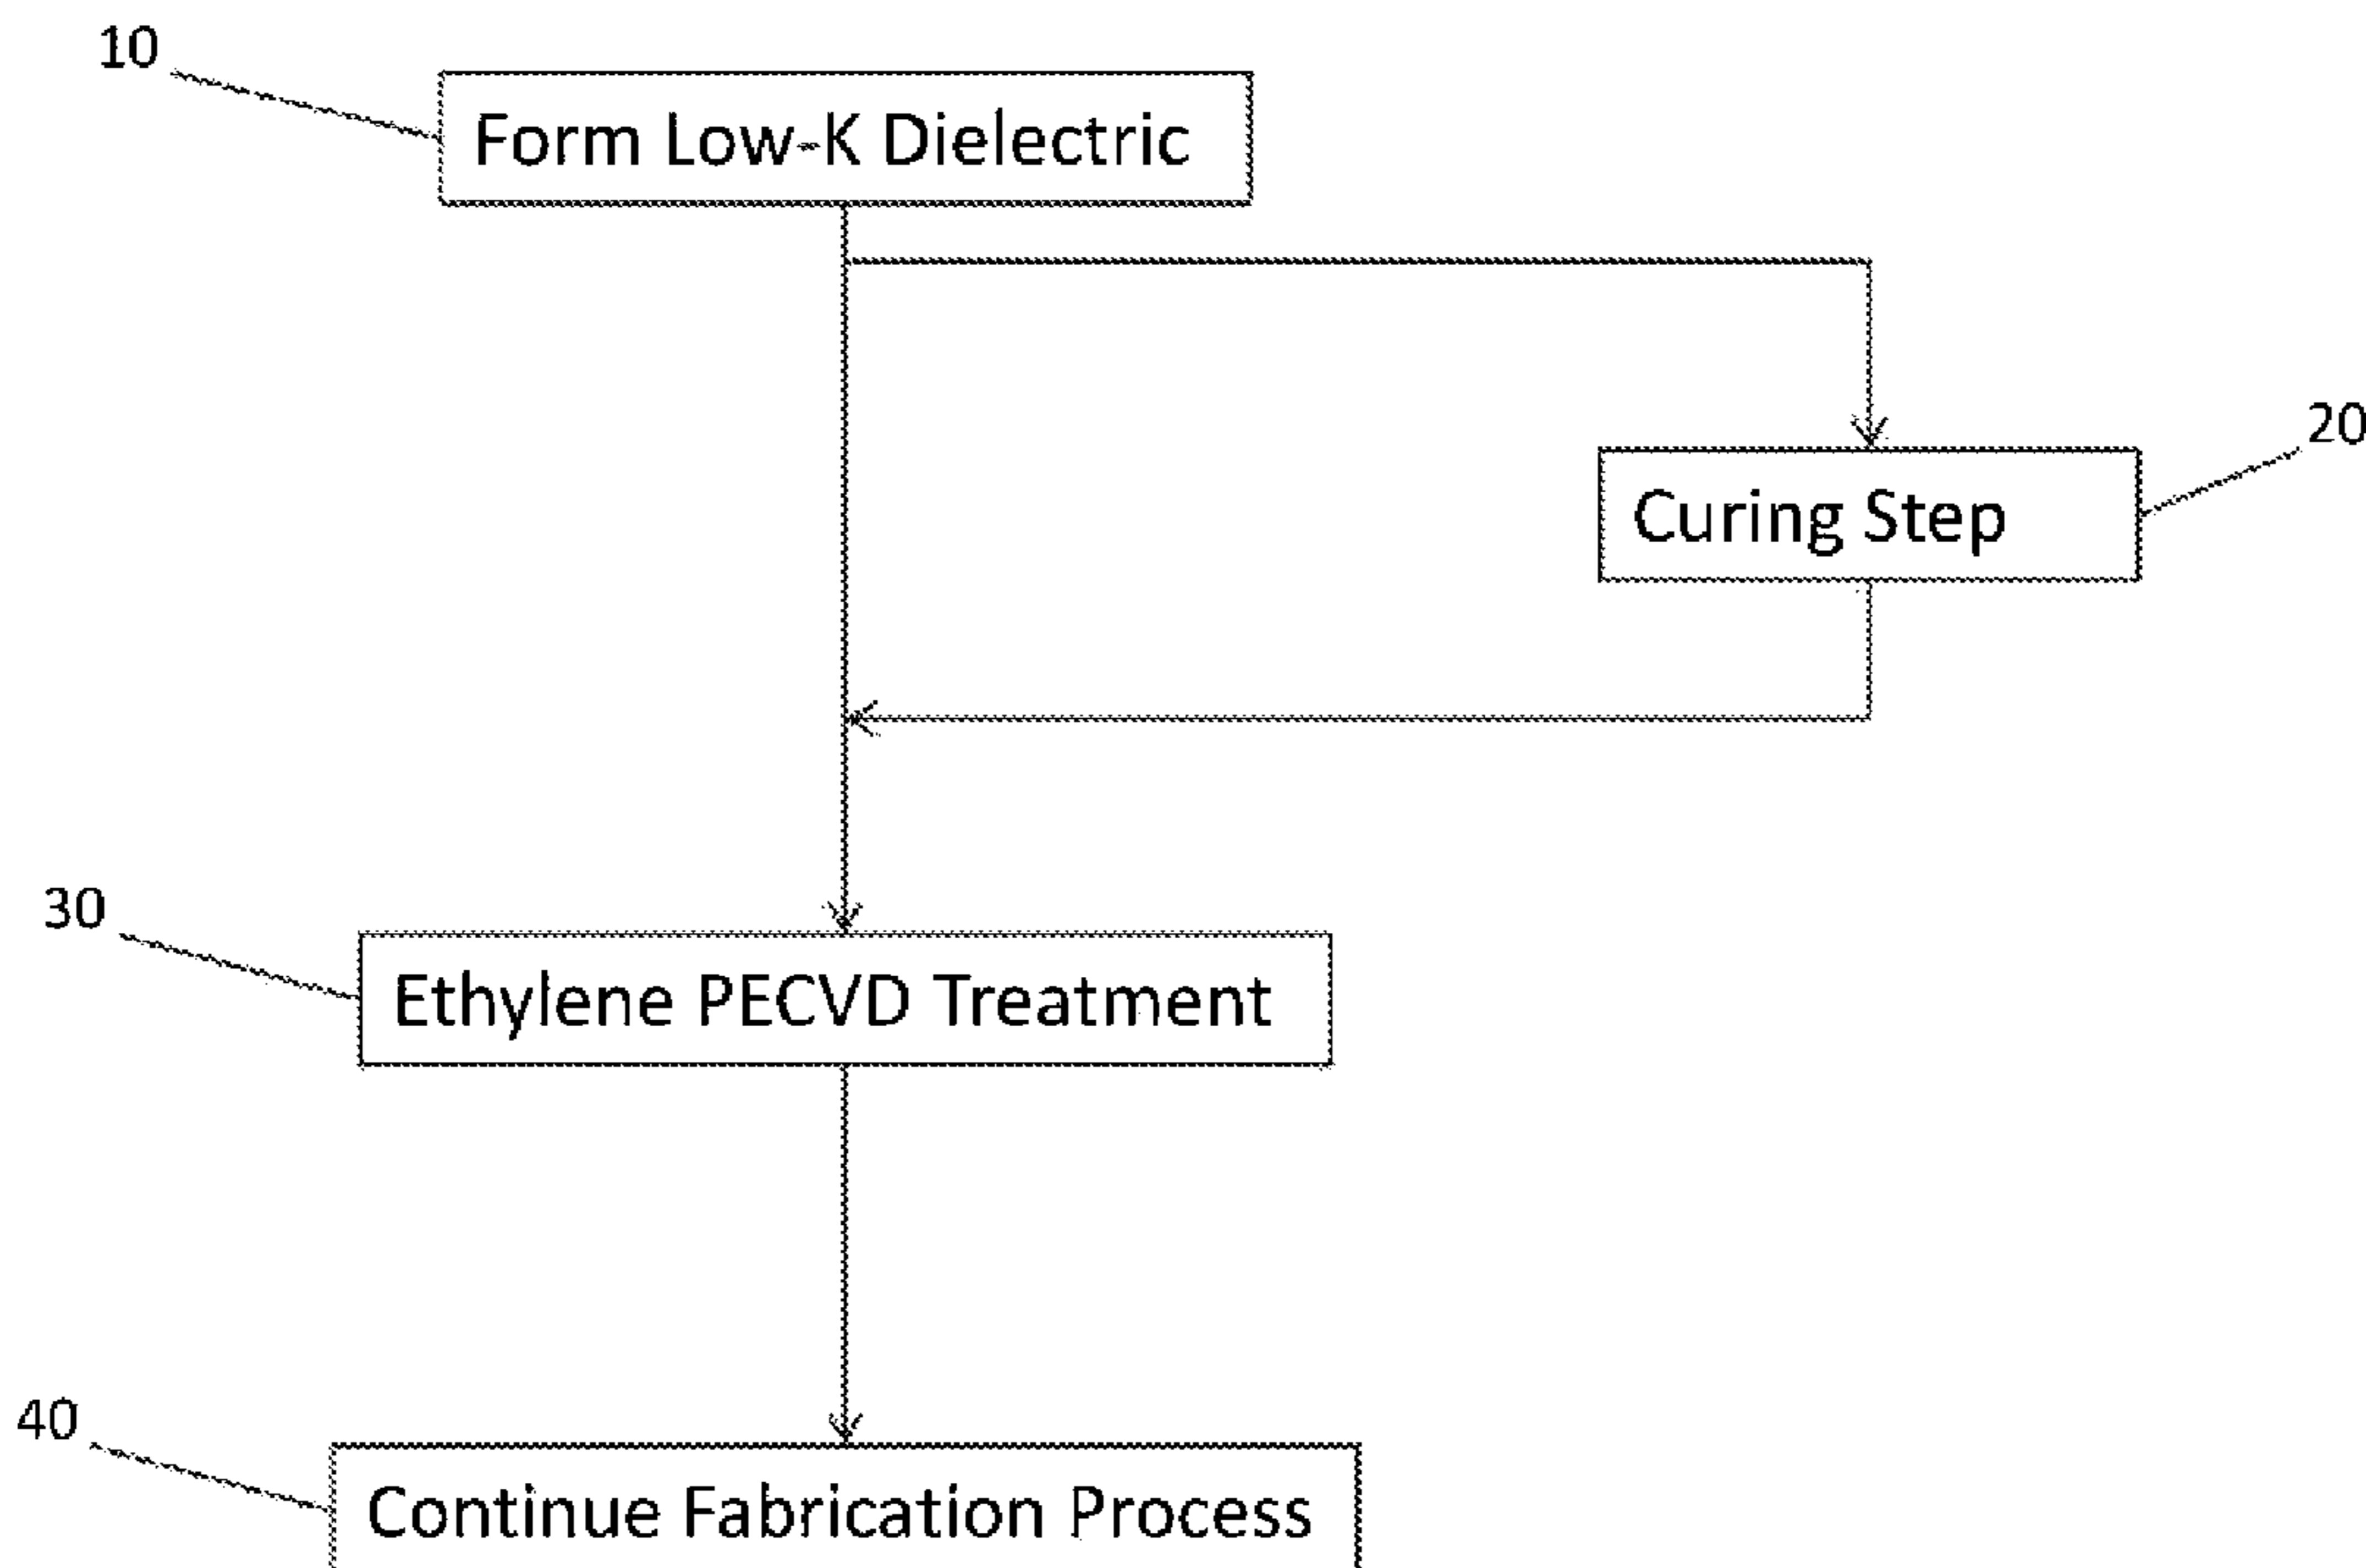 10
Form Low-K Dielectric
20
Curing Step
30
Ethylene PECVD Treatment
40
Continue Fabrication Process